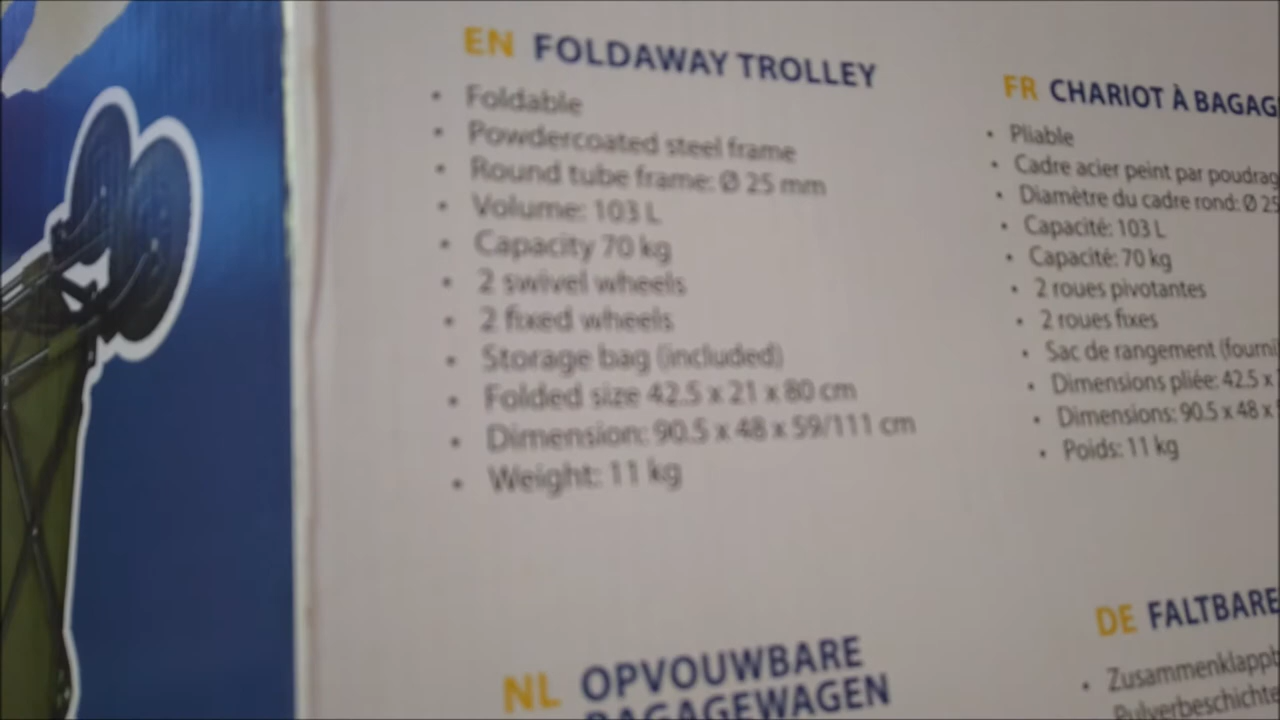 EN FOLDAWAY TROLLEY
• Foldable
• Powdercoated steel frame
• Round tube frame: Ø 25 mm
• Volume: 103 L
• Capacity 70 kg
• 2 swivel wheels
• 2 fixed wheels
• Storage bag (included)
• Folded size 42.5 x 21 x 80 cm
• Dimension: 90.5 x 48 x 59/111 cm
• Weight: 11 kg
FR CHARIOT À BAGAG
• Pliable
• Cadre acier peint par poudrag
• Diamètre du cadre rond: Ø 25
• Capacité: 103 L
• Capacité: 70 kg
• 2 roues pivotantes
• 2 roues fixes
• Sac de rangement (fourni
• Dimensions pliée: 42.5 x
• Dimensions: 90.5 x 48 x
• Poids: 11 kg
NL OPVOUWBARE
BAGAGEWAGEN
DE FALTBARE
• Zusammenklappb
Pulverbeschichte